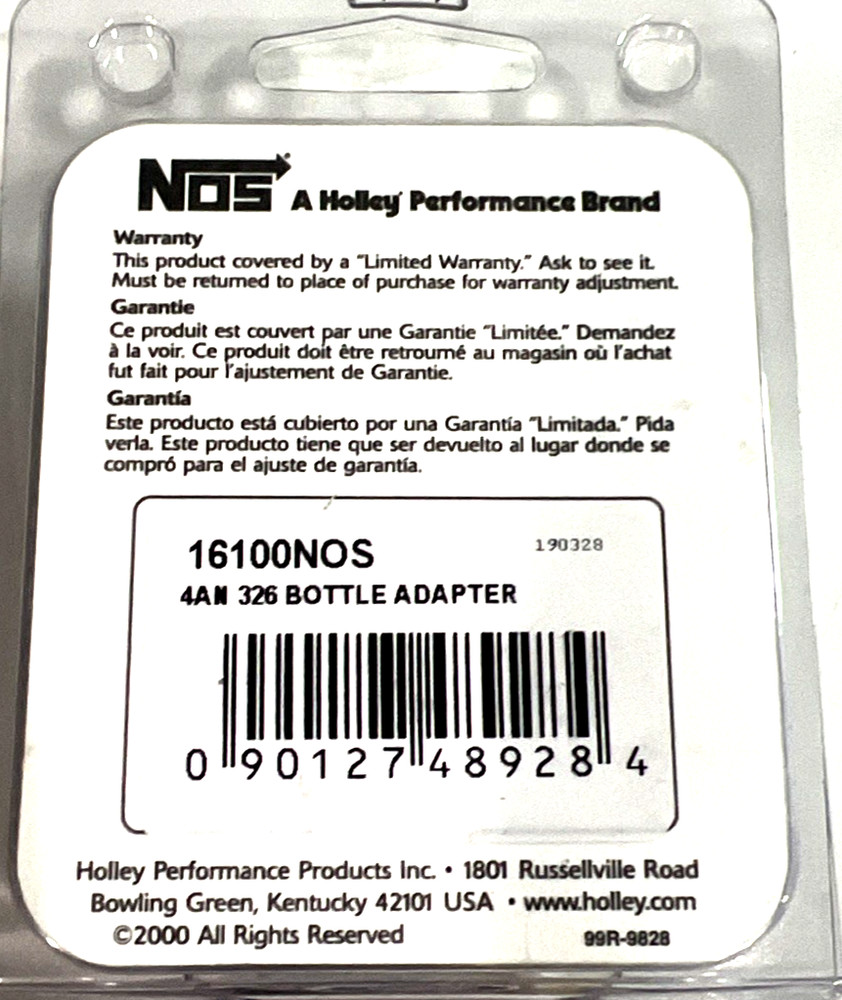 NOS A Holley Performance Brand
Warranty
This product covered by a "Limited Warranty." Ask to see it.
Must be returned to place of purchase for warranty adjustment.
Garantie
Ce produit est couvert par une Garantie "Limitée." Demandez
à la voir. Ce produit doit être retroumé au magasin où l'achat
fut fait pour l'ajustement de Garantie.
Garantía
Este producto está cubierto por una Garantía "Limitada." Pida
verla. Este producto tiene que ser devuelto al lugar donde se
compró para el ajuste de garantía.
16100NOS 190328
4AN 326 BOTTLE ADAPTER
0 90127 48928 4
Holley Performance Products Inc. • 1801 Russellville Road
Bowling Green, Kentucky 42101 USA • www.holley.com
©2000 All Rights Reserved 99R-9828